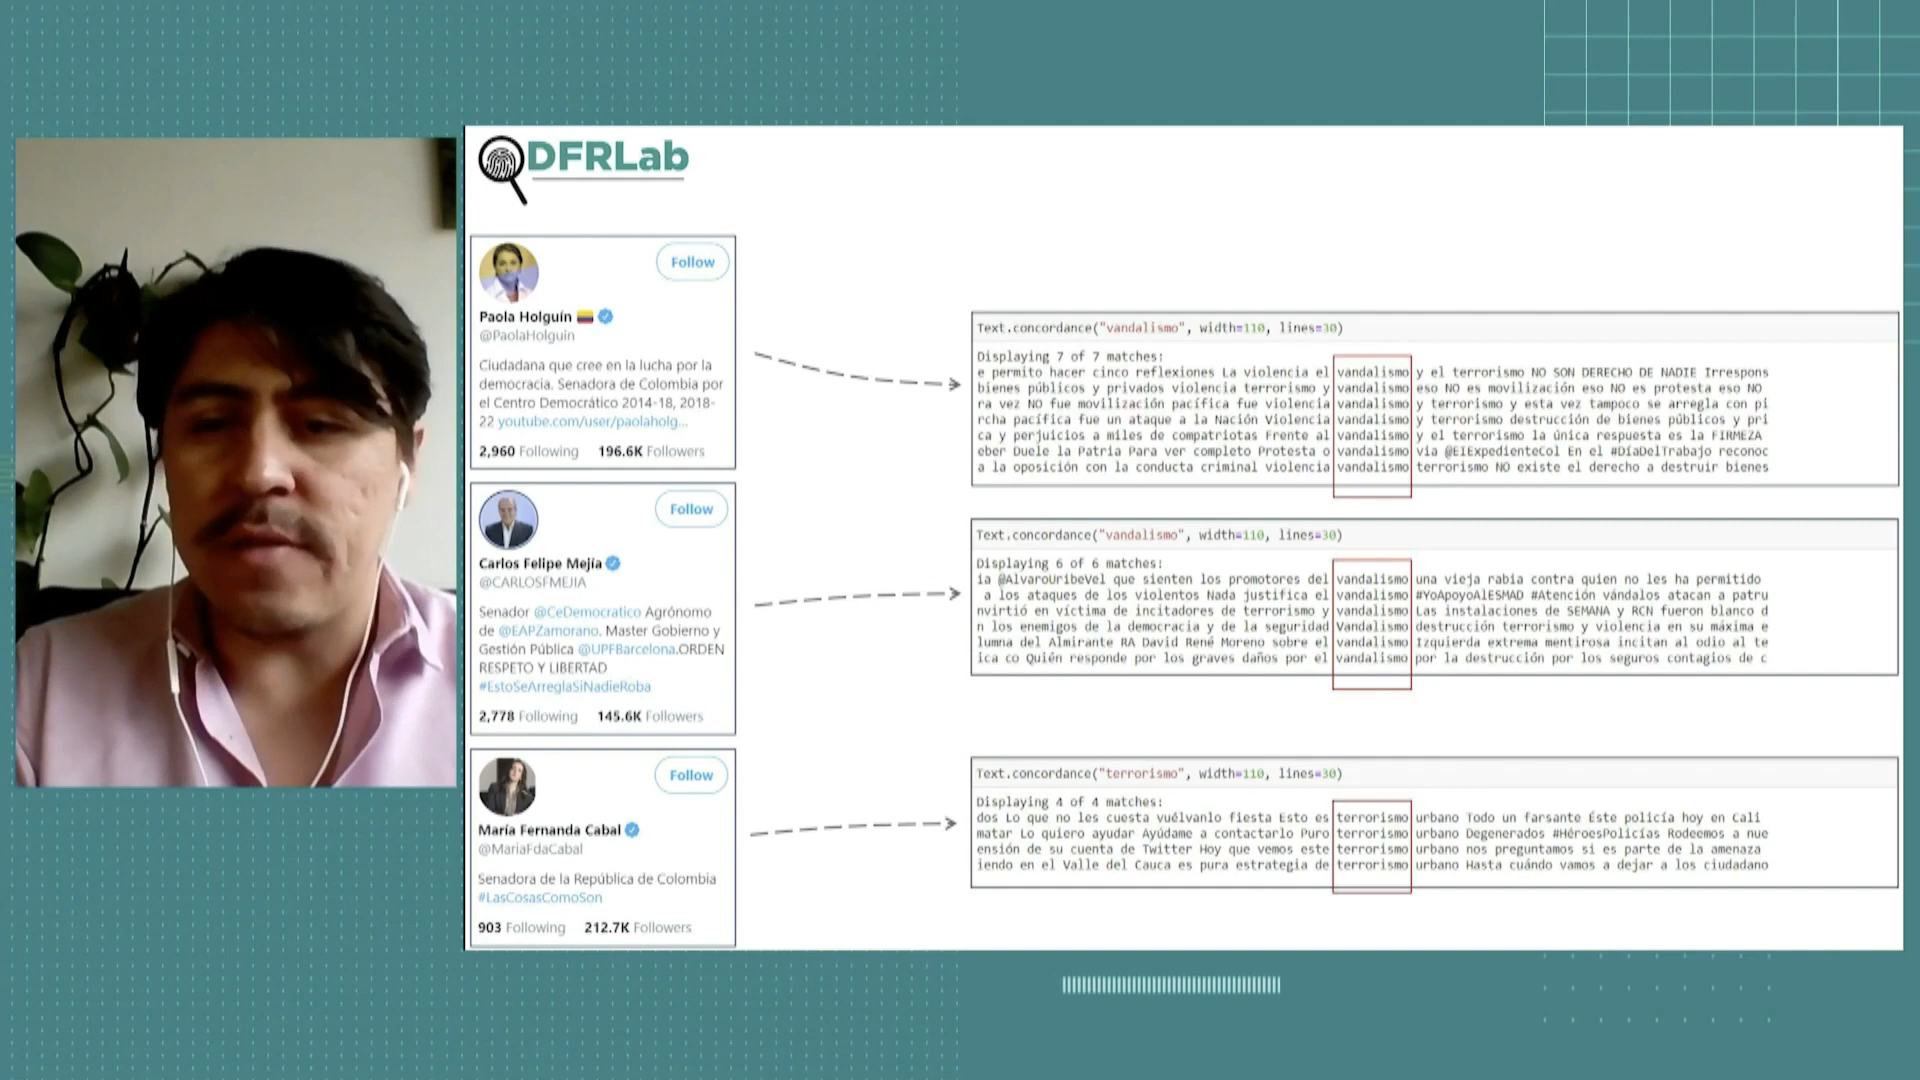 DFRLab
Follow
Paola Holguín
@PaolaHolguin
Ciudadana que cree en la lucha por la
democracia. Senadora de Colombia por
el Centro Democrático 2014-18, 2018-
22 youtube.com/user/paolaholg...
2,960 Following 196.6K Followers
Follow
Carlos Felipe Mejía
@CARLOSFMEJIA
Senador @CeDemocratico Agrónomo
de @EAPZamorano. Master Gobierno y
Gestión Pública @UPFBarcelona.ORDEN
RESPETO Y LIBERTAD
#EstoSeArreglaSiNadieRoba
2,778 Following 145.6K Followers
Follow
María Fernanda Cabal
@MariaFdaCabal
Senadora de la República de Colombia
#LasCosasComoSon
903 Following 212.7K Followers
Text.concordance("vandalismo", width=110, lines=30)
Displaying 7 of 7 matches:
e permito hacer cinco reflexiones La violencia el vandalismo y el terrorismo NO SON DERECHO DE NADIE Irrespons
bienes públicos y privados violencia terrorismo y vandalismo eso NO es movilización eso NO es protesta eso NO
ra vez NO fue movilización pacífica fue violencia vandalismo y terrorismo y esta vez tampoco se arregla con pi
rcha pacífica fue un ataque a la Nación Violencia vandalismo y terrorismo destrucción de bienes públicos y pri
ca y perjuicios a miles de compatriotas Frente al vandalismo y el terrorismo la única respuesta es la FIRMEZA
eber Duele la Patria Para ver completo Protesta o vandalismo vía @ElExpedienteCol En el #DíaDelTrabajo reconoc
a la oposición con la conducta criminal violencia vandalismo terrorismo NO existe el derecho a destruir bienes
Text.concordance("vandalismo", width=110, lines=30)
Displaying 6 of 6 matches:
ia @AlvaroUribeVel que sienten los promotores del vandalismo una vieja rabia contra quien no les ha permitido
a los ataques de los violentos Nada justifica el vandalismo #YoApoyoAlESMAD #Atención vándalos atacan a patru
nvirtió en víctima de incitadores de terrorismo y vandalismo Las instalaciones de SEMANA y RCN fueron blanco d
n los enemigos de la democracia y de la seguridad Vandalismo destrucción terrorismo y violencia en su máxima e
lumna del Almirante RA David René Moreno sobre el Vandalismo Izquierda extrema mentirosa incitan al odio al te
ica co Quién responde por los graves daños por el vandalismo por la destrucción por los seguros contagios de c
Text.concordance("terrorismo", width=110, lines=30)
Displaying 4 of 4 matches:
dos Lo que no les cuesta vuélvanlo fiesta Esto es terrorismo urbano Todo un farsante Éste policía hoy en Cali
matar Lo quiero ayudar Ayúdame a contactarlo Puro terrorismo urbano Degenerados #HéroesPolicías Rodeemos a nue
ensión de su cuenta de Twitter Hoy que vemos este terrorismo urbano nos preguntamos si es parte de la amenaza
iendo en el Valle del Cauca es pura estrategia de terrorismo urbano Hasta cuándo vamos a dejar a los ciudadano